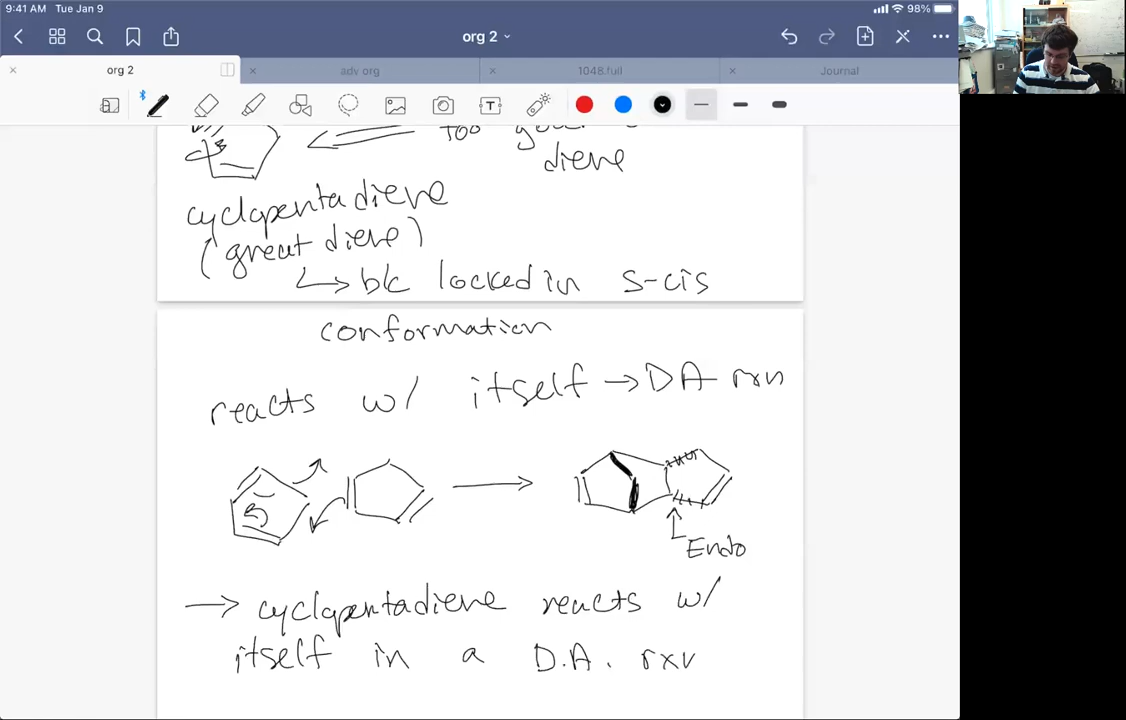 9:41 AM Tue Jan 9
98%
org 2
org 2
adv org
1048.full
Journal
T
too
diene
cyclopentadiene
(great diene)
↳ b/c locked in s-cis
conformation
reacts w/ itself → DA rxn
Endo
→ cyclopentadiene reacts w/
itself in a D.A. rxn